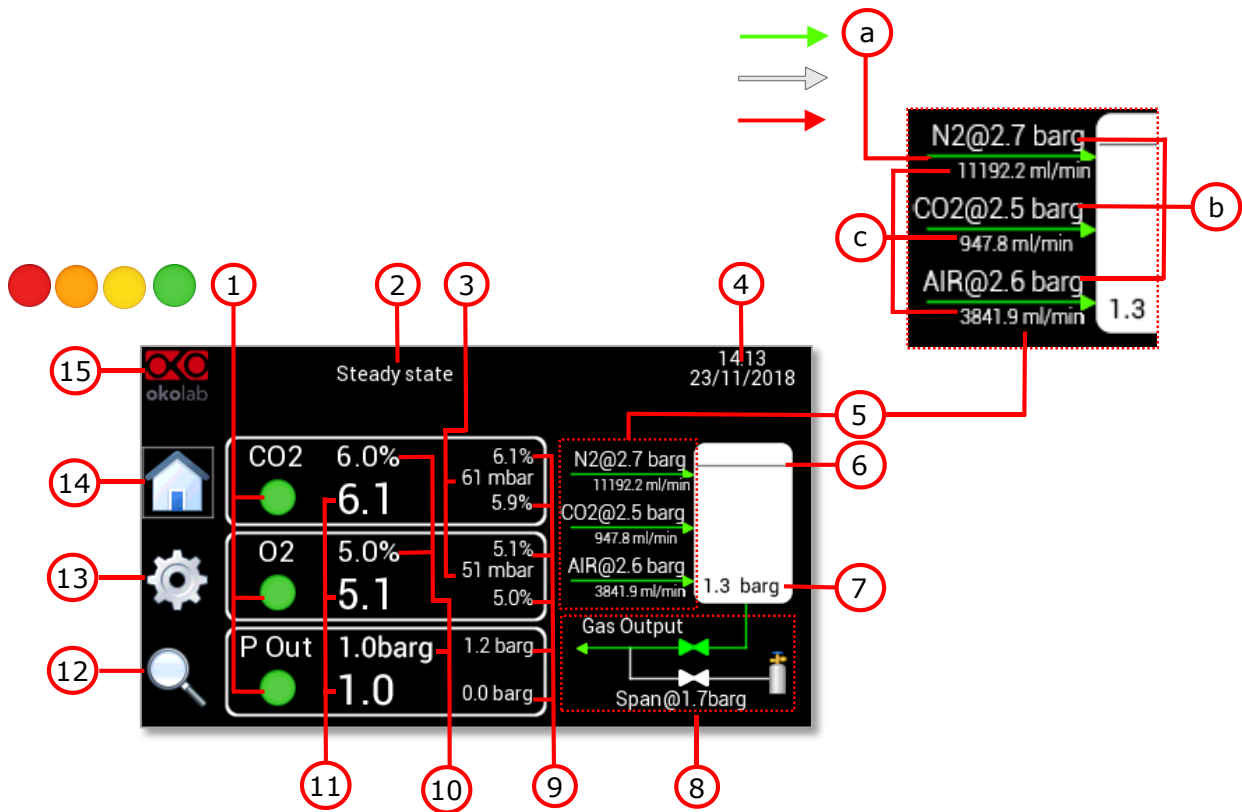 a
N2@2.7 barg
11192.2 ml/min
CO2@2.5 barg
b
c
947.8 ml/min
AIR@2.6 barg
3841.9 ml/min
1.3
1
2
3
4
15
okolab
Steady state
14:13
23/11/2018
5
CO2 6.0% 6.1%
61 mbar
6.1 5.9%
N2@2.7 barg
11192.2 ml/min
6
14
CO2@2.5 barg
947.8 ml/min
O2 5.0% 5.1%
51 mbar
5.1 5.0%
AIR@2.6 barg
3841.9 ml/min
1.3 barg
7
13
Gas Output
P Out 1.0barg 1.2 barg
1.0 0.0 barg
Span@1.7barg
12
11
10
9
8